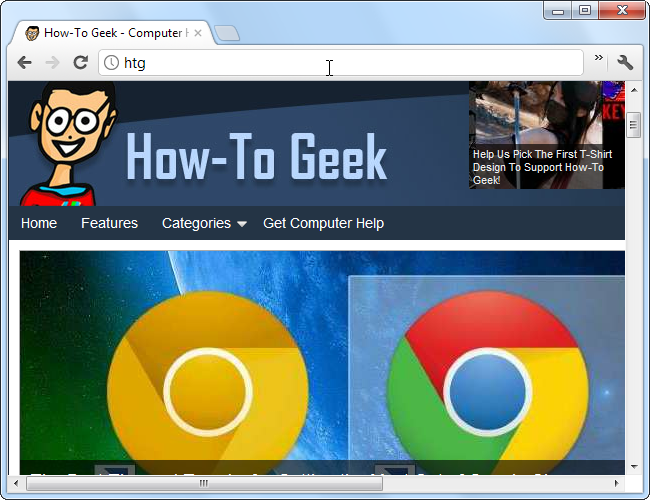 How-To Geek - Computer H
htg
»
How-To Geek
Help Us Pick The First T-Shirt
Design To Support How-To
Geek!
Home Features Categories Get Computer Help